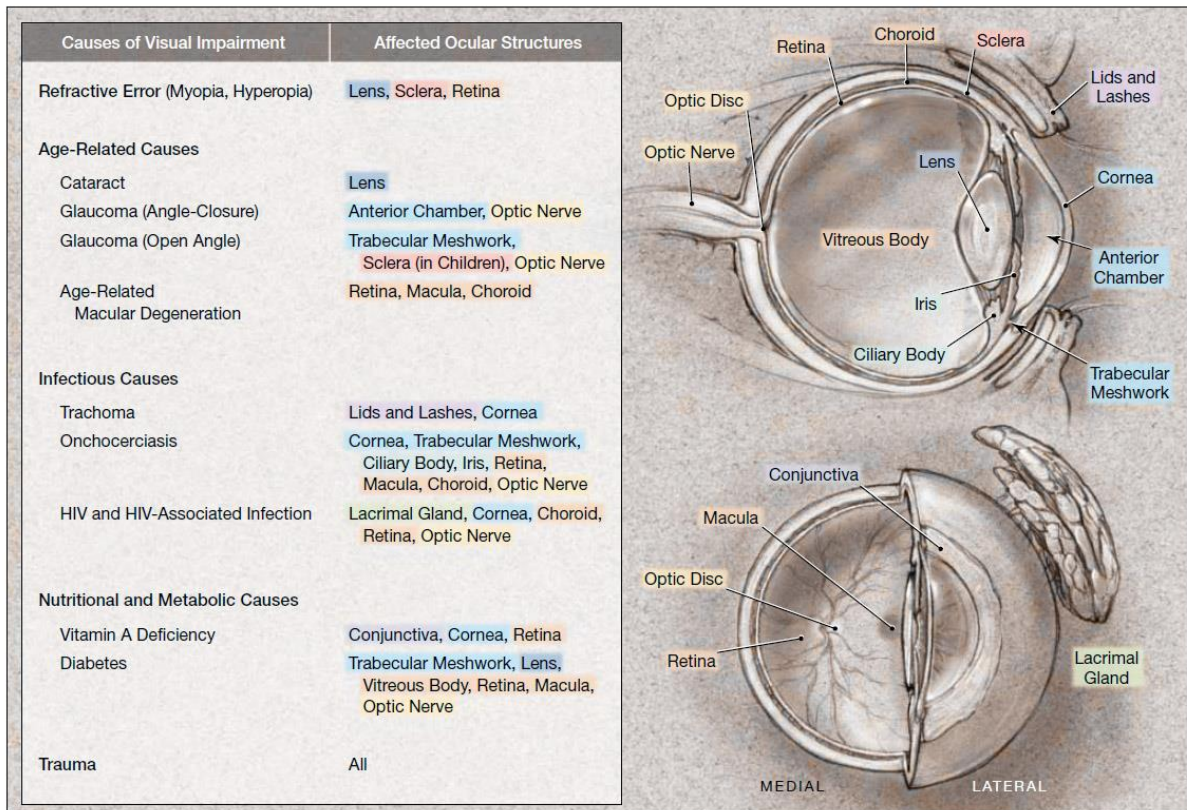 Causes of Visual Impairment
Affected Ocular Structures
Refractive Error (Myopia, Hyperopia)
Lens, Sclera, Retina
Age-Related Causes
Cataract
Lens
Glaucoma (Angle-Closure)
Anterior Chamber, Optic Nerve
Glaucoma (Open Angle)
Trabecular Meshwork,
Sclera (in Children), Optic Nerve
Age-Related
Macular Degeneration
Retina, Macula, Choroid
Infectious Causes
Trachoma
Lids and Lashes, Cornea
Onchocerciasis
Cornea, Trabecular Meshwork,
Ciliary Body, Iris, Retina,
Macula, Choroid, Optic Nerve
HIV and HIV-Associated Infection
Lacrimal Gland, Cornea, Choroid,
Retina, Optic Nerve
Nutritional and Metabolic Causes
Vitamin A Deficiency
Conjunctiva, Cornea, Retina
Diabetes
Trabecular Meshwork, Lens,
Vitreous Body, Retina, Macula,
Optic Nerve
Trauma
All
Retina
Choroid
Sclera
Lids and
Lashes
Optic Disc
Optic Nerve
Lens
Cornea
Vitreous Body
Anterior
Chamber
Iris
Ciliary Body
Trabecular
Meshwork
Conjunctiva
Macula
Optic Disc
Retina
Lacrimal
Gland
MEDIAL
LATERAL